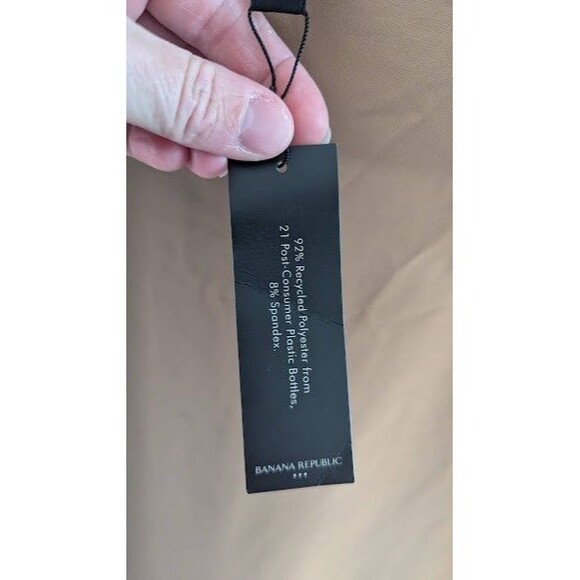 92% Recycled Polyester from
21 Post-Consumer Plastic Bottles,
8% Spandex.
BANANA REPUBLIC